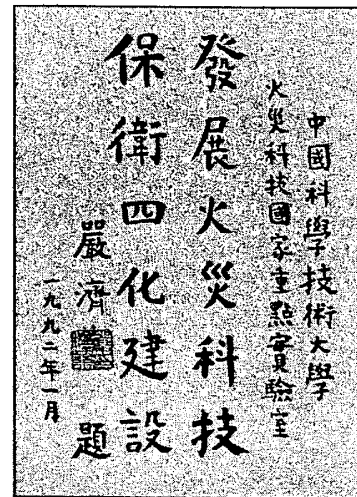 中國科學技術大學
火災科技國家重點實驗室
發展火災科技
保衛四化建設
嚴濟 題
一九九二年一月